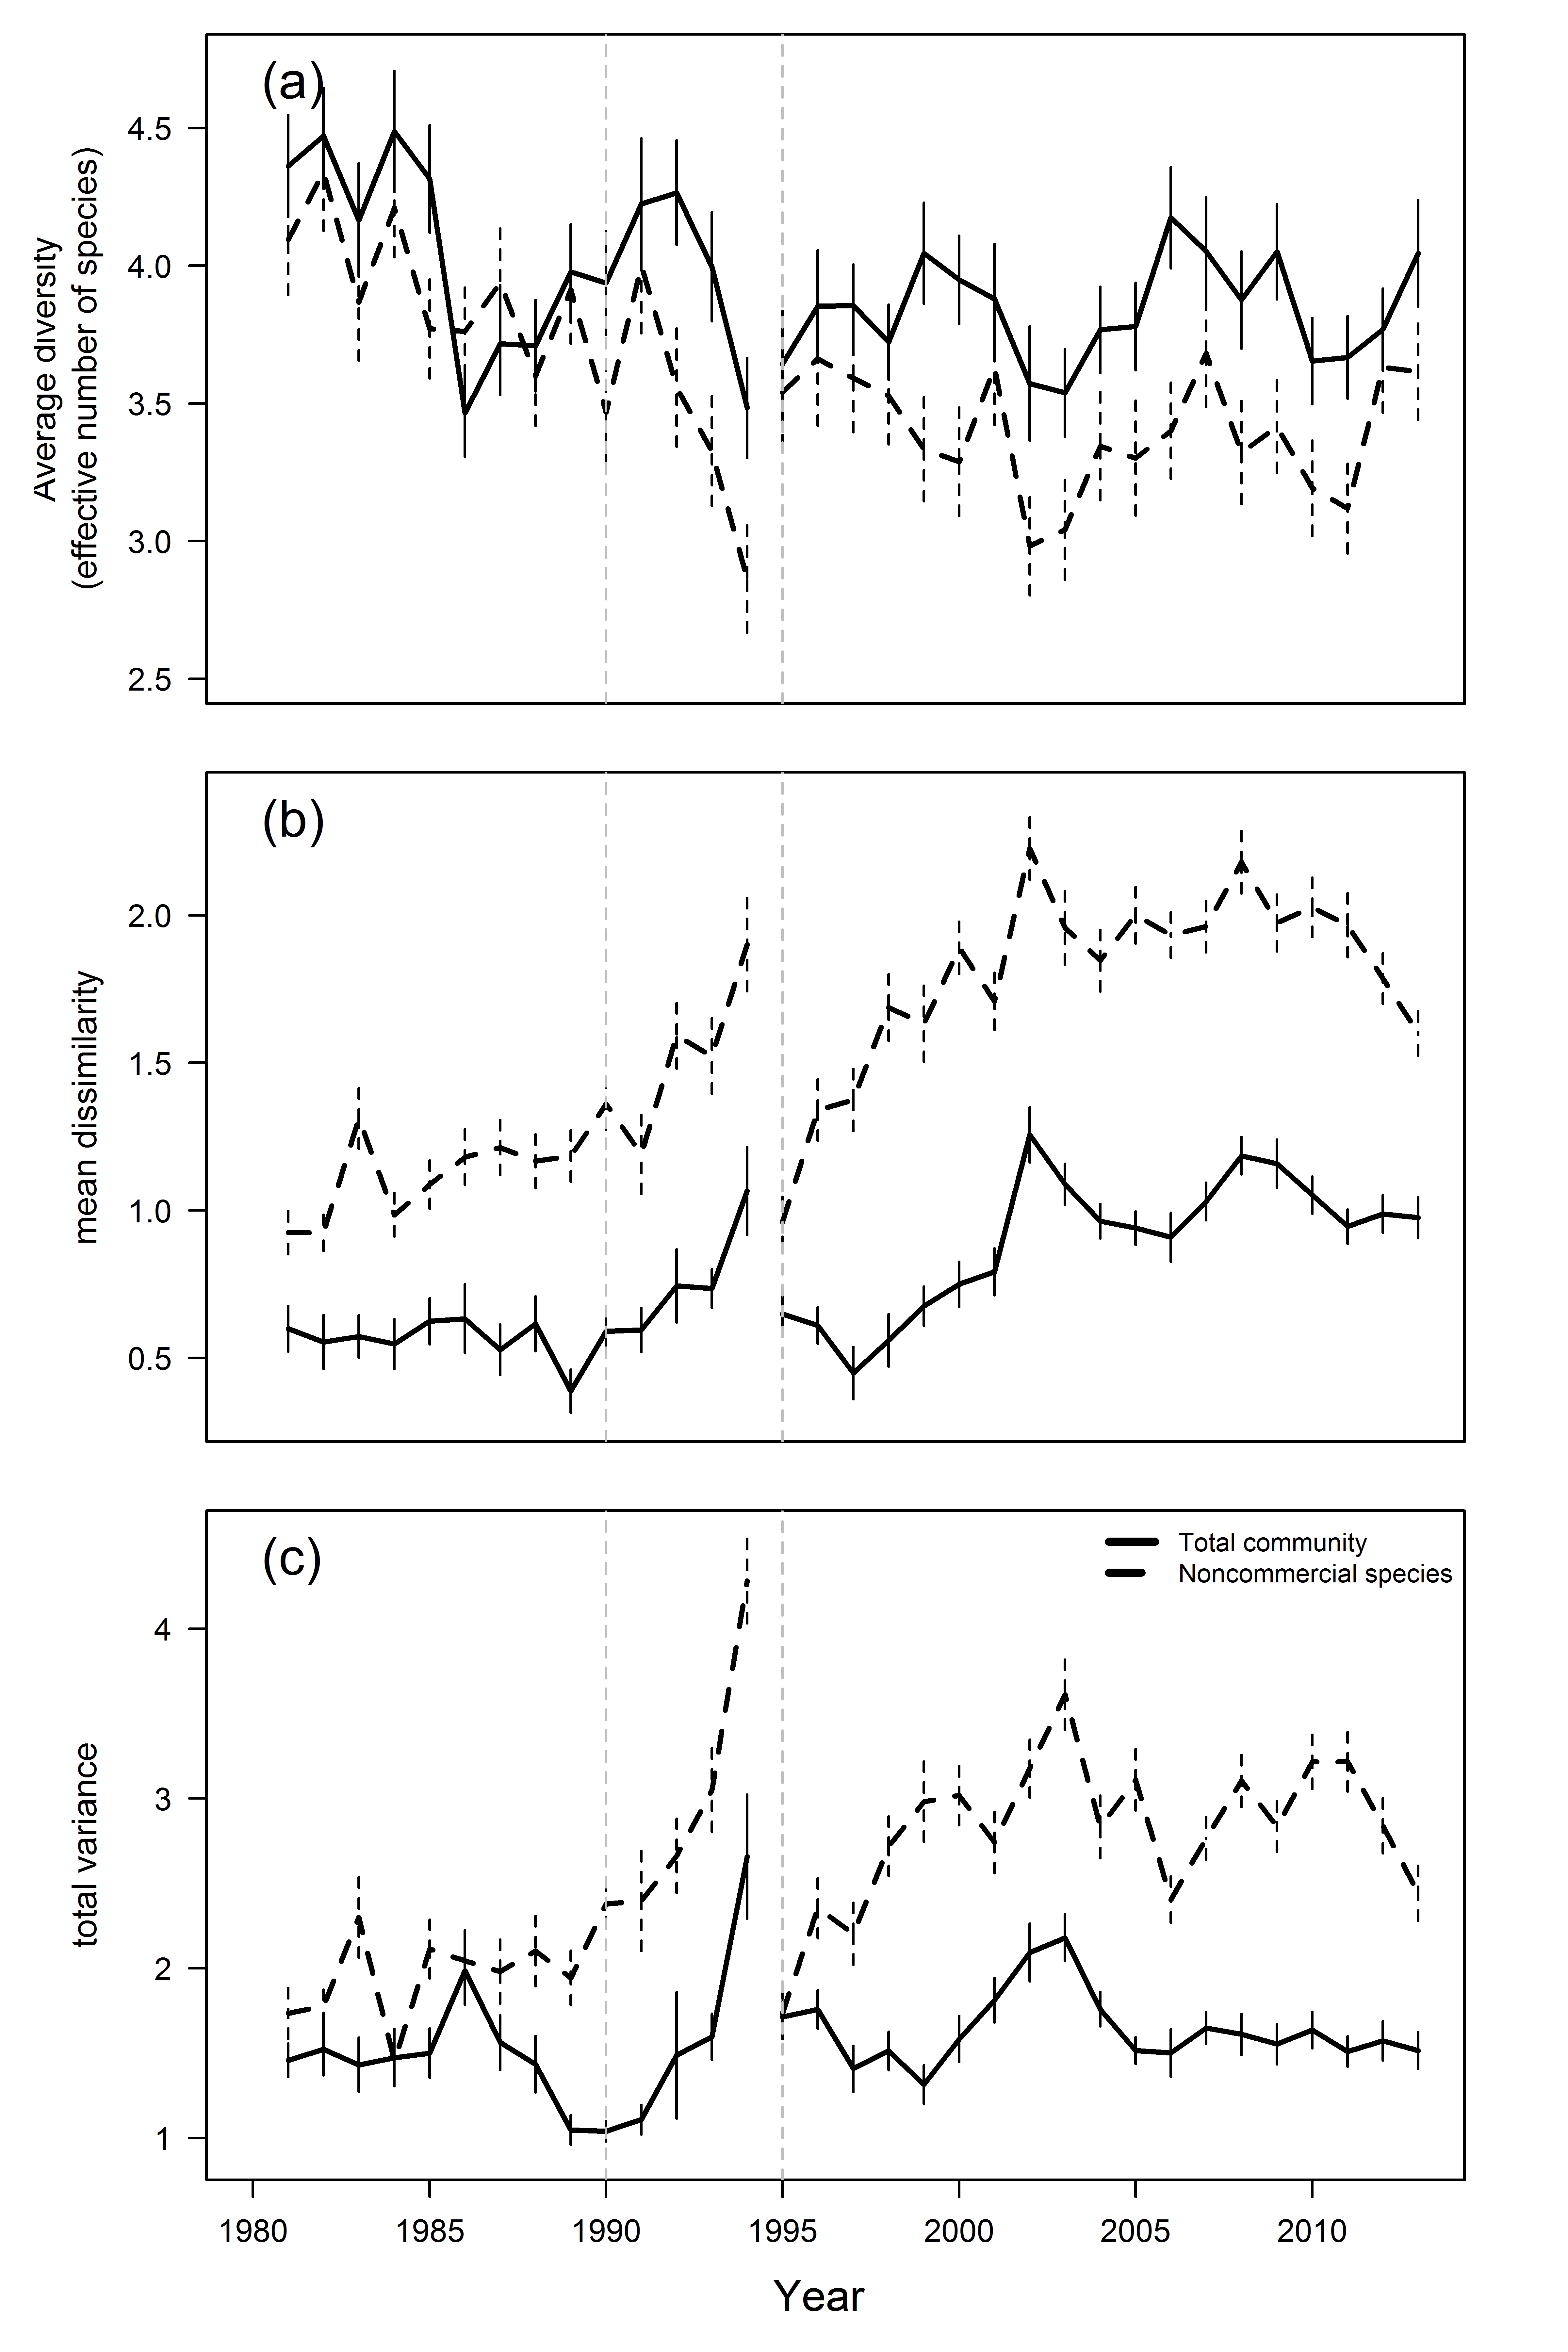 (a)
Average diversity
(effective number of species)
4.5
4.0
3.5
3.0
2.5
(b)
mean dissimilarity
2.0
1.5
1.0
0.5
(c)
Total community
Noncommercial species
total variance
4
3
2
1
1980 1985 1990 1995 2000 2005 2010
Year